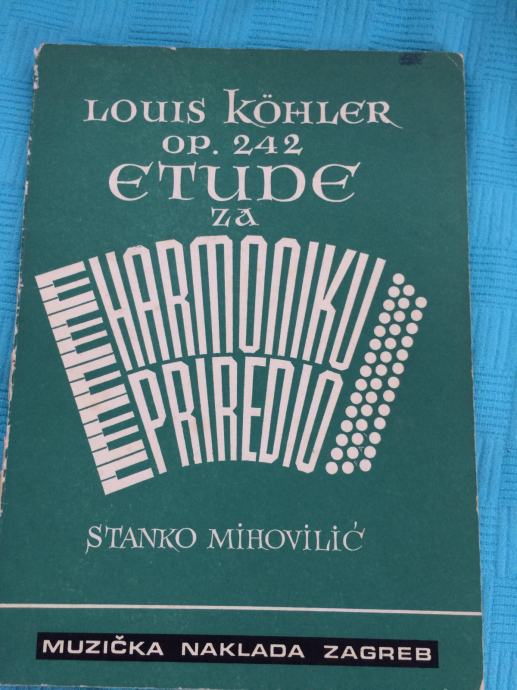 LOUIS KÖHLER
OP. 242
ETUDE
ZA
HARMONIKU
PRIREDIO
STANKO MIHOVILIĆ
MUZIČKA NAKLADA ZAGREB